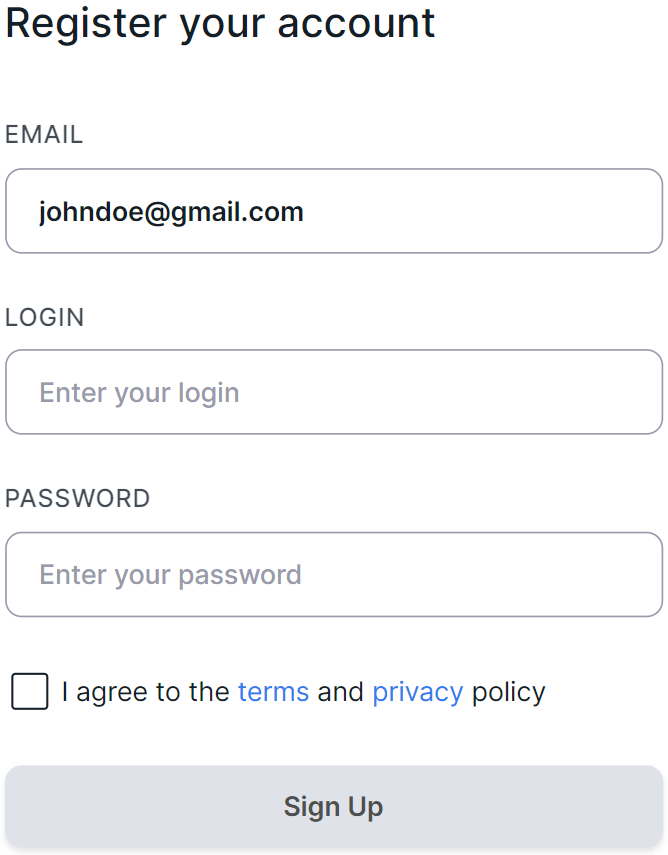 Register your account
EMAIL
johndoe@gmail.com
LOGIN
Enter your login
PASSWORD
Enter your password
I agree to the terms and privacy policy
Sign Up